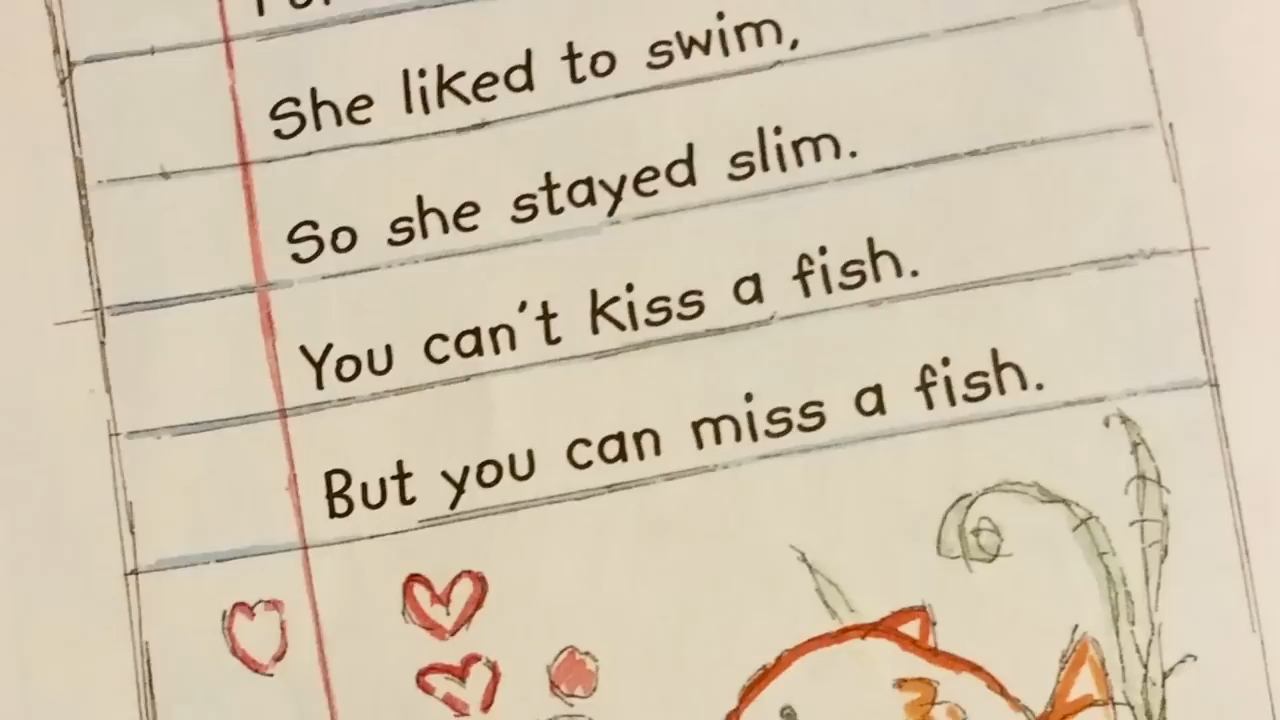 She liked to swim,
So she stayed slim.
You can't kiss a fish.
But you can miss a fish.